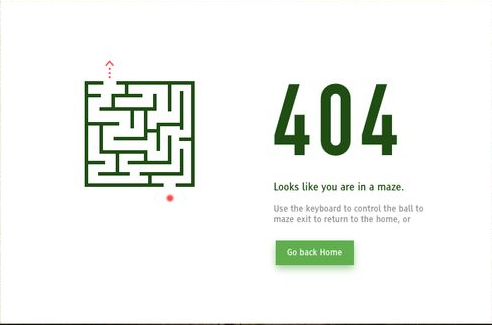 404
Looks like you are in a maze.
Use the keyboard to control the ball to
maze exit to return to the home, or
Go back Home